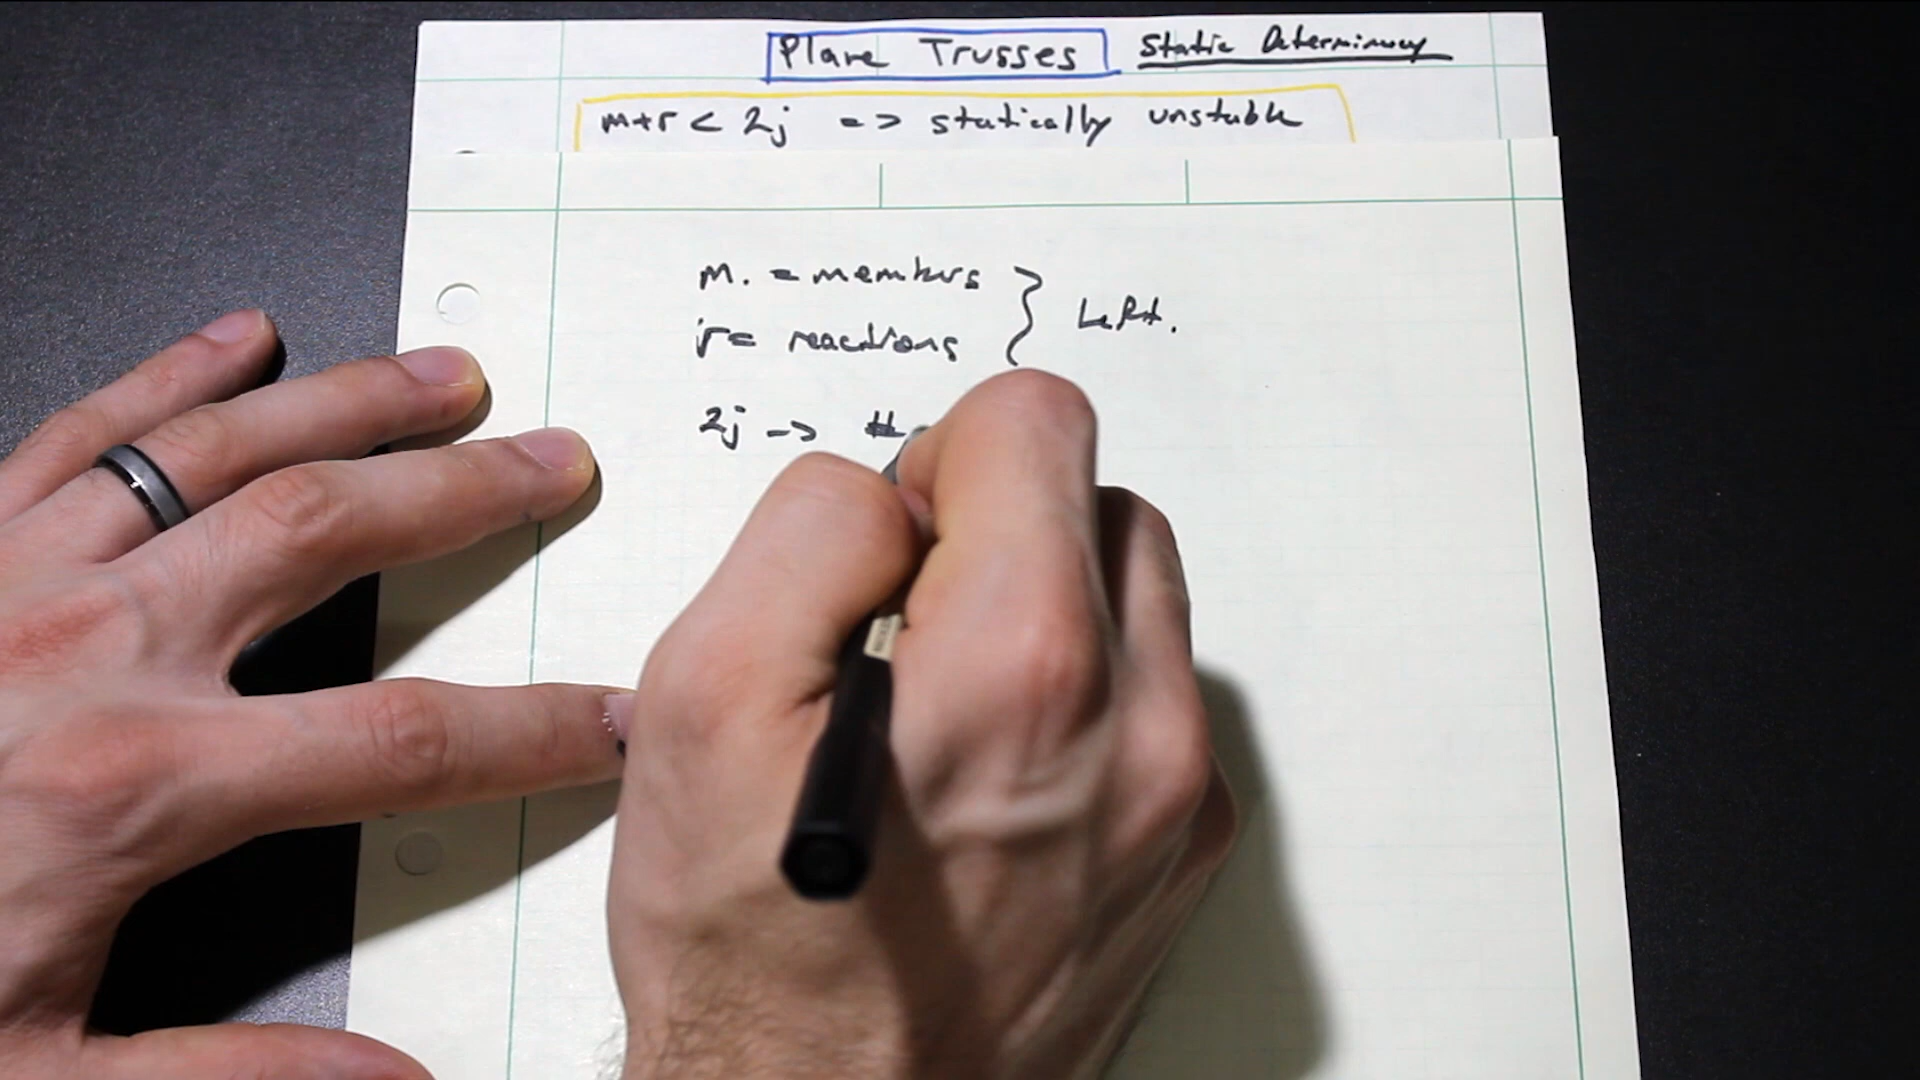 Plane Trusses Static Determinacy
m+r < 2j => statically unstable
m. = members
r = reactions
Left.
2j -> #